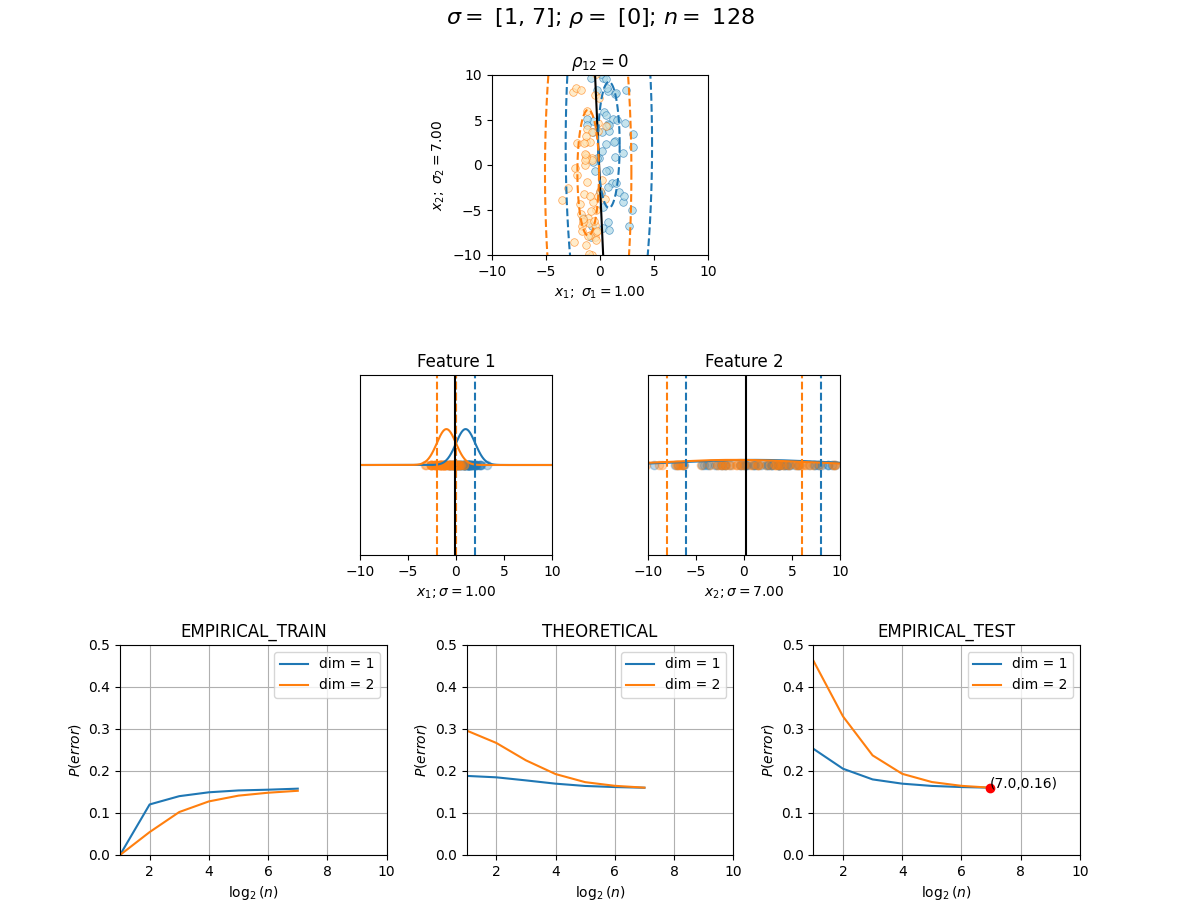 σ = [1, 7]; ρ = [0]; n = 128
ρ₁₂ = 0
10
5
0
−5
−10
x₂; σ₂ = 7.00
−10 −5 0 5 10
x₁; σ₁ = 1.00
Feature 1 Feature 2
−10 −5 0 5 10 −10 −5 0 5 10
x₁; σ = 1.00 x₂; σ = 7.00
EMPIRICAL_TRAIN THEORETICAL EMPIRICAL_TEST
0.5
0.4
0.3
0.2
0.1
0.0
P(error)
dim = 1
dim = 2
2 4 6 8 10
log₂(n)
0.5
0.4
0.3
0.2
0.1
0.0
P(error)
dim = 1
dim = 2
2 4 6 8 10
log₂(n)
0.5
0.4
0.3
0.2
0.1
0.0
P(error)
dim = 1
dim = 2
(7.0,0.16)
2 4 6 8 10
log₂(n)